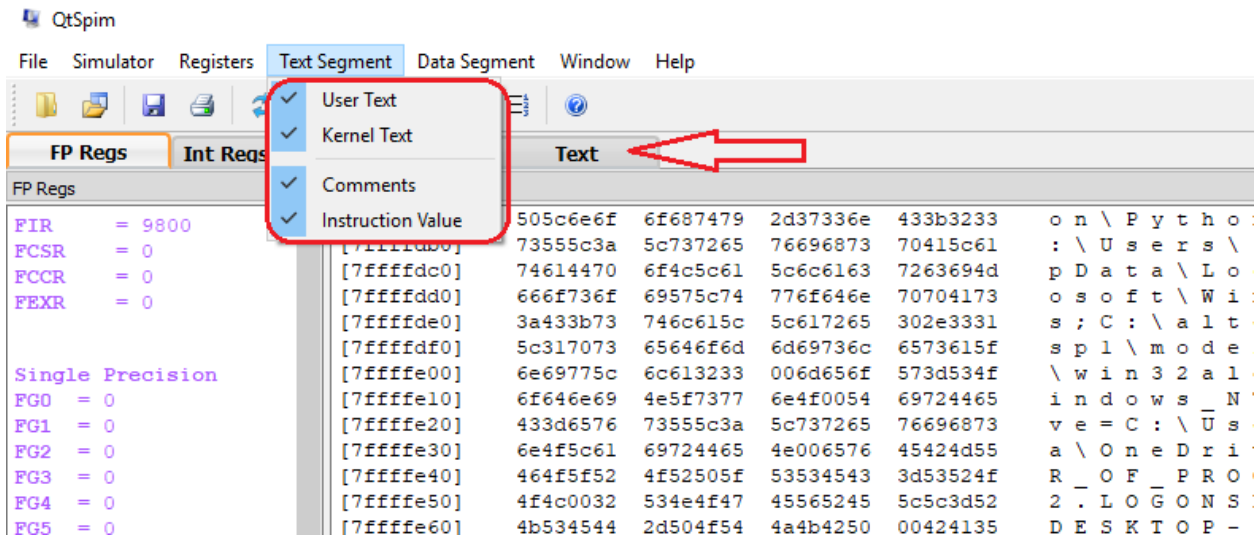 QtSpim
File Simulator Registers Text Segment Data Segment Window Help
User Text
Kernel Text
Comments
Instruction Value
FP Regs Int Regs Text
FP Regs
FIR = 9800
FCSR = 0
FCCR = 0
FEXR = 0
Single Precision
FG0 = 0
FG1 = 0
FG2 = 0
FG3 = 0
FG4 = 0
FG5 = 0
505c6e6f 6f687479 2d37336e 433b3233 o n \ P y t h o
[7ffffdb0] 73555c3a 5c737265 76696873 70415c61 : \ U s e r s \
[7ffffdc0] 74614470 6f4c5c61 5c6c6163 7263694d p D a t a \ L o
[7ffffdd0] 666f736f 69575c74 776f646e 70704173 o s o f t \ W i
[7ffffde0] 3a433b73 746c615c 5c617265 302e3331 s ; C : \ a l t
[7ffffdf0] 5c317073 65646f6d 6d69736c 6573615f s p 1 \ m o d e
[7ffffe00] 6e69775c 6c613233 006d656f 573d534f \ w i n 3 2 a l
[7ffffe10] 6f646e69 4e5f7377 6e4f0054 69724465 i n d o w s _ N
[7ffffe20] 433d6576 73555c3a 5c737265 76696873 v e = C : \ U s
[7ffffe30] 6e4f5c61 69724465 4e006576 45424d55 a \ O n e D r i
[7ffffe40] 464f5f52 4f52505f 53534543 3d53524f R _ O F _ P R O
[7ffffe50] 4f4c0032 534e4f47 45565245 5c5c3d52 2 . L O G O N S
[7ffffe60] 4b534544 2d504f54 4a4b4250 00424135 D E S K T O P -